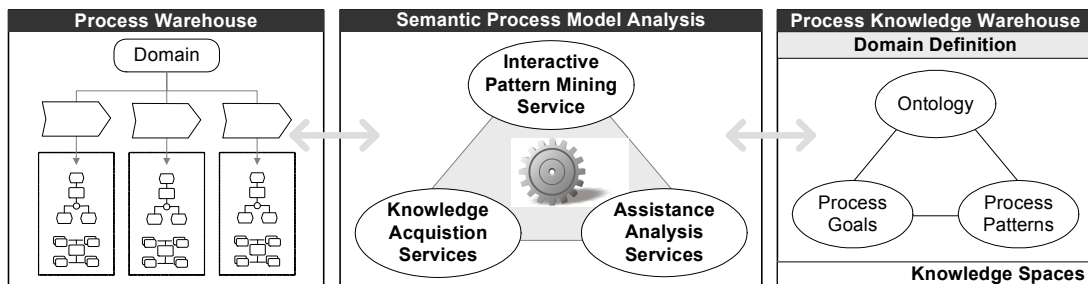 Process Warehouse
Domain
Semantic Process Model Analysis
Interactive
Pattern Mining
Service
Knowledge
Acquistion
Services
Assistance
Analysis
Services
Process Knowledge Warehouse
Domain Definition
Ontology
Process
Goals
Process
Patterns
Knowledge Spaces